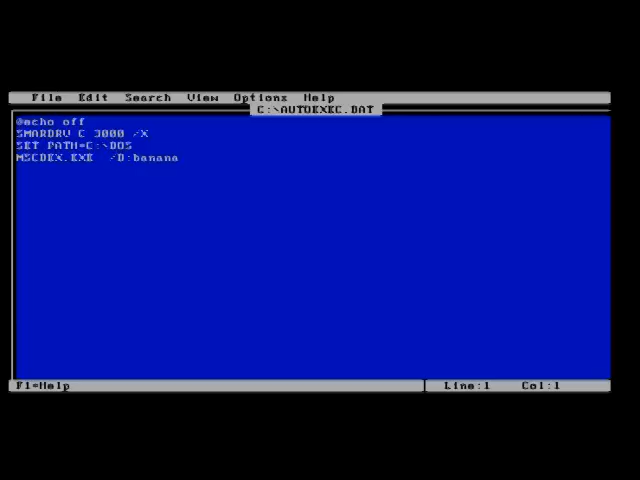 File Edit Search View Options Help
C:\AUTOEXEC.BAT
@echo off
SMARDRV C 3000 /X
SET PATH=C:\DOS
MSCDEX.EXE /D:banana
F1=Help Line:1 Col:1